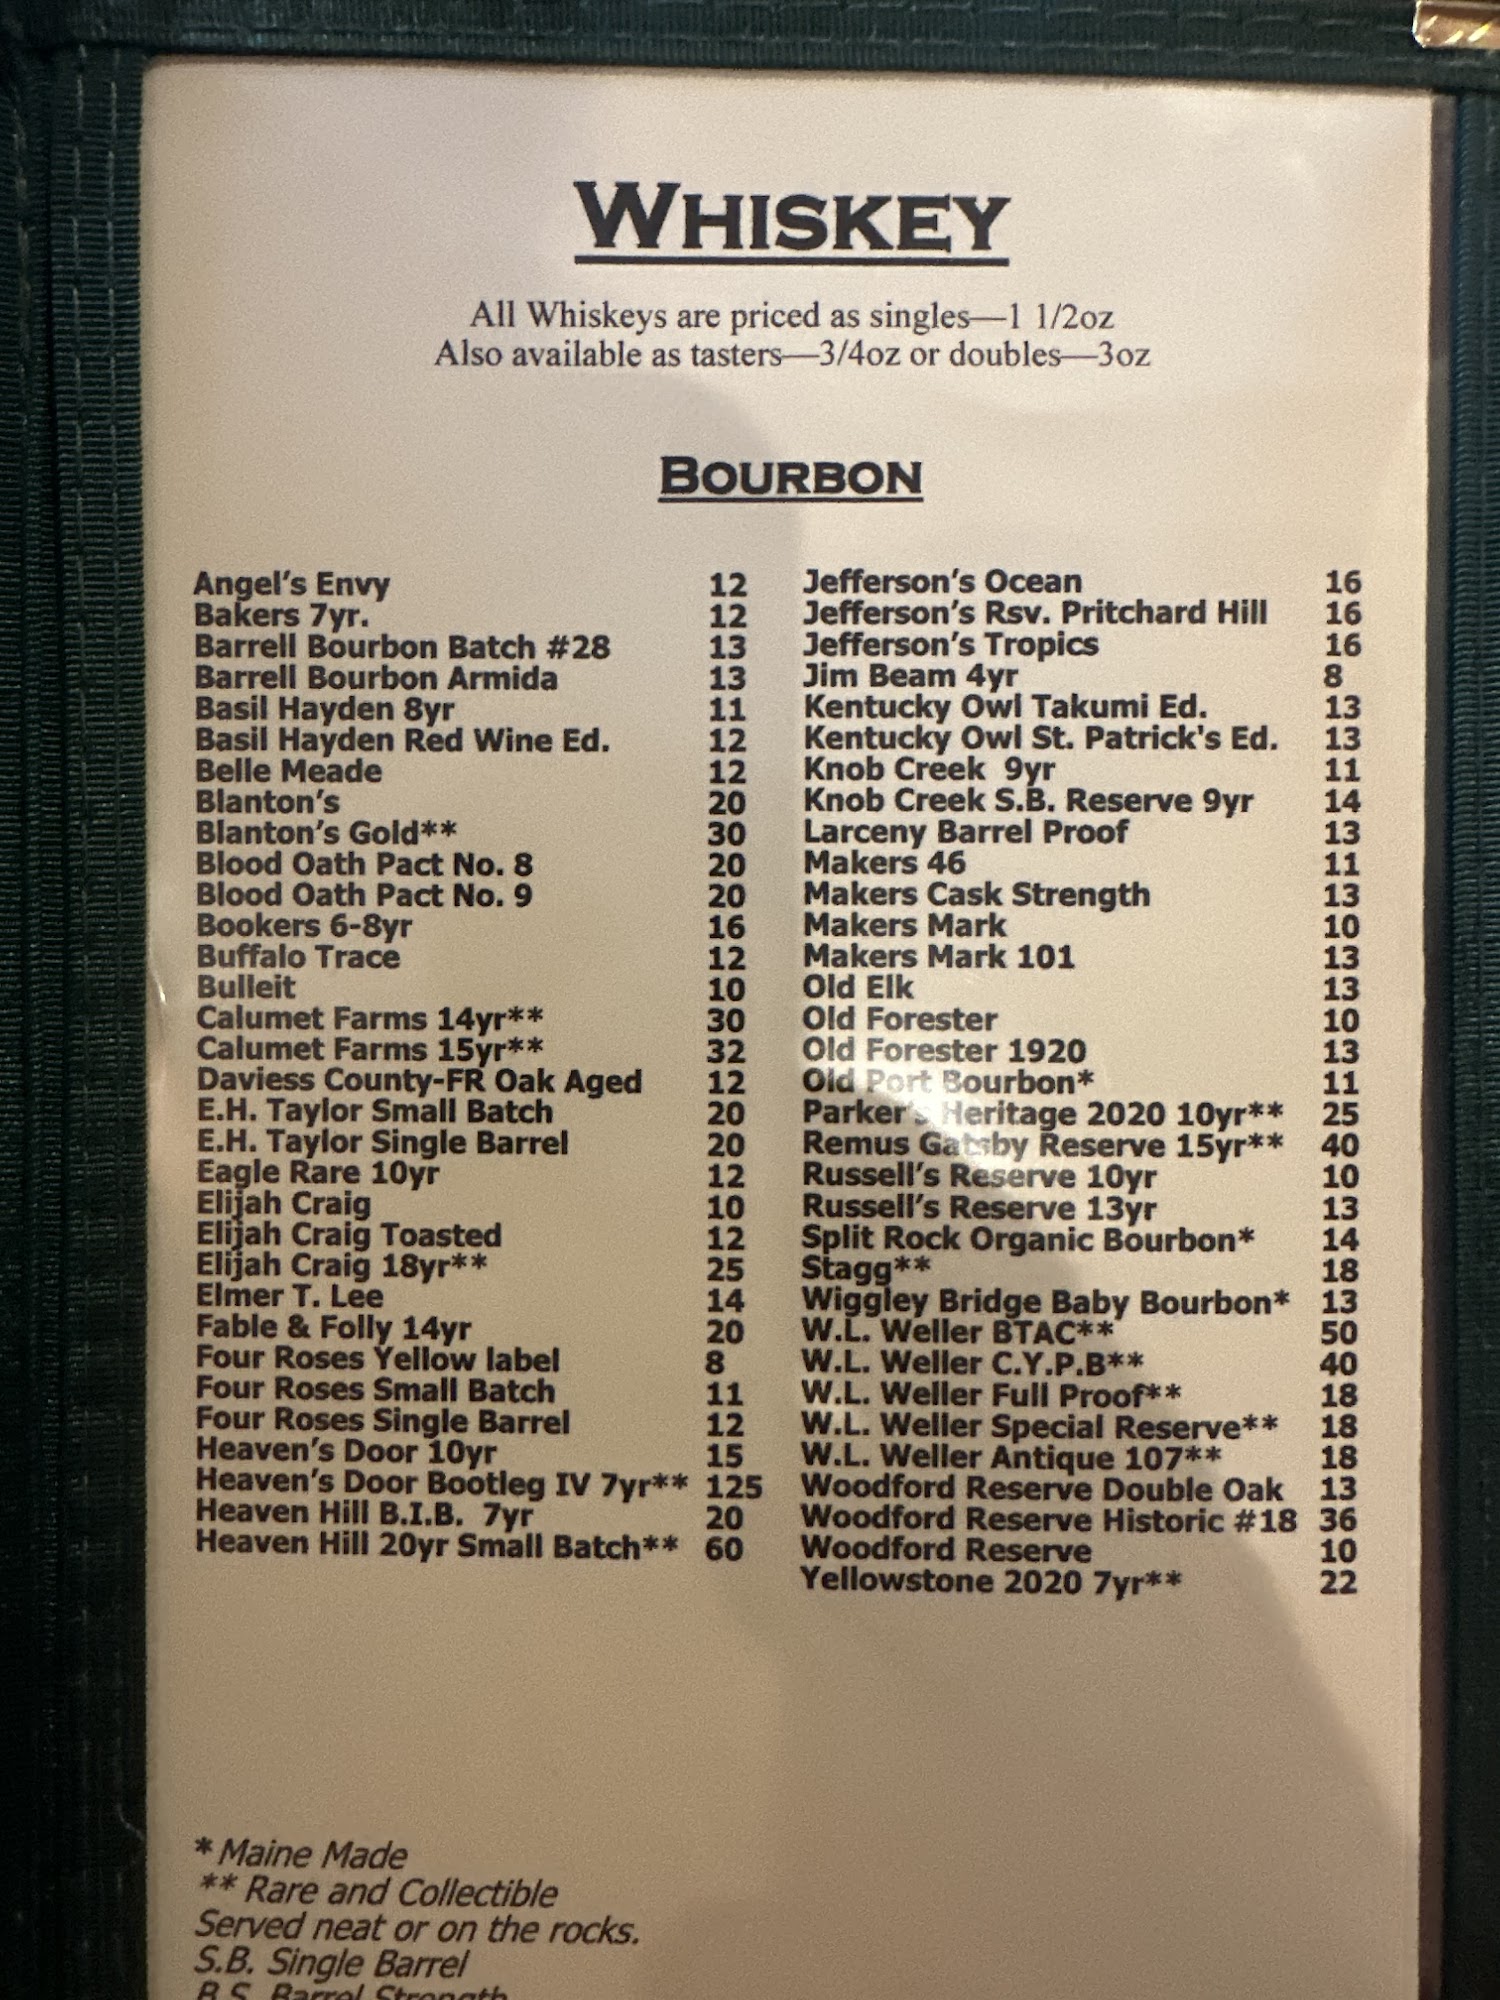 WHISKEY
All Whiskeys are priced as singles—1 1/2oz
Also available as tasters—3/4oz or doubles—3oz
BOURBON
Angel's Envy 12
Bakers 7yr. 12
Barrell Bourbon Batch #28 13
Barrell Bourbon Armida 13
Basil Hayden 8yr 11
Basil Hayden Red Wine Ed. 12
Belle Meade 12
Blanton's 20
Blanton's Gold** 30
Blood Oath Pact No. 8 20
Blood Oath Pact No. 9 20
Bookers 6-8yr 16
Buffalo Trace 12
Bulleit 10
Calumet Farms 14yr** 30
Calumet Farms 15yr** 32
Daviess County-FR Oak Aged 12
E.H. Taylor Small Batch 20
E.H. Taylor Single Barrel 20
Eagle Rare 10yr 12
Elijah Craig 10
Elijah Craig Toasted 12
Elijah Craig 18yr** 25
Elmer T. Lee 14
Fable & Folly 14yr 20
Four Roses Yellow label 8
Four Roses Small Batch 11
Four Roses Single Barrel 12
Heaven's Door 10yr 15
Heaven's Door Bootleg IV 7yr** 125
Heaven Hill B.I.B. 7yr 20
Heaven Hill 20yr Small Batch** 60
Jefferson's Ocean 16
Jefferson's Rsv. Pritchard Hill 16
Jefferson's Tropics 16
Jim Beam 4yr 8
Kentucky Owl Takumi Ed. 13
Kentucky Owl St. Patrick's Ed. 13
Knob Creek 9yr 11
Knob Creek S.B. Reserve 9yr 14
Larceny Barrel Proof 13
Makers 46 11
Makers Cask Strength 13
Makers Mark 10
Makers Mark 101 13
Old Elk 13
Old Forester 10
Old Forester 1920 13
Old Port Bourbon* 11
Parker's Heritage 2020 10yr** 25
Remus Gatsby Reserve 15yr** 40
Russell's Reserve 10yr 10
Russell's Reserve 13yr 13
Split Rock Organic Bourbon* 14
Stagg** 18
Wiggley Bridge Baby Bourbon* 13
W.L. Weller BTAC** 50
W.L. Weller C.Y.P.B** 40
W.L. Weller Full Proof** 18
W.L. Weller Special Reserve** 18
W.L. Weller Antique 107** 18
Woodford Reserve Double Oak 13
Woodford Reserve Historic #18 36
Woodford Reserve 10
Yellowstone 2020 7yr** 22
* Maine Made
** Rare and Collectible
Served neat or on the rocks.
S.B. Single Barrel
B.S. Barrel Strength